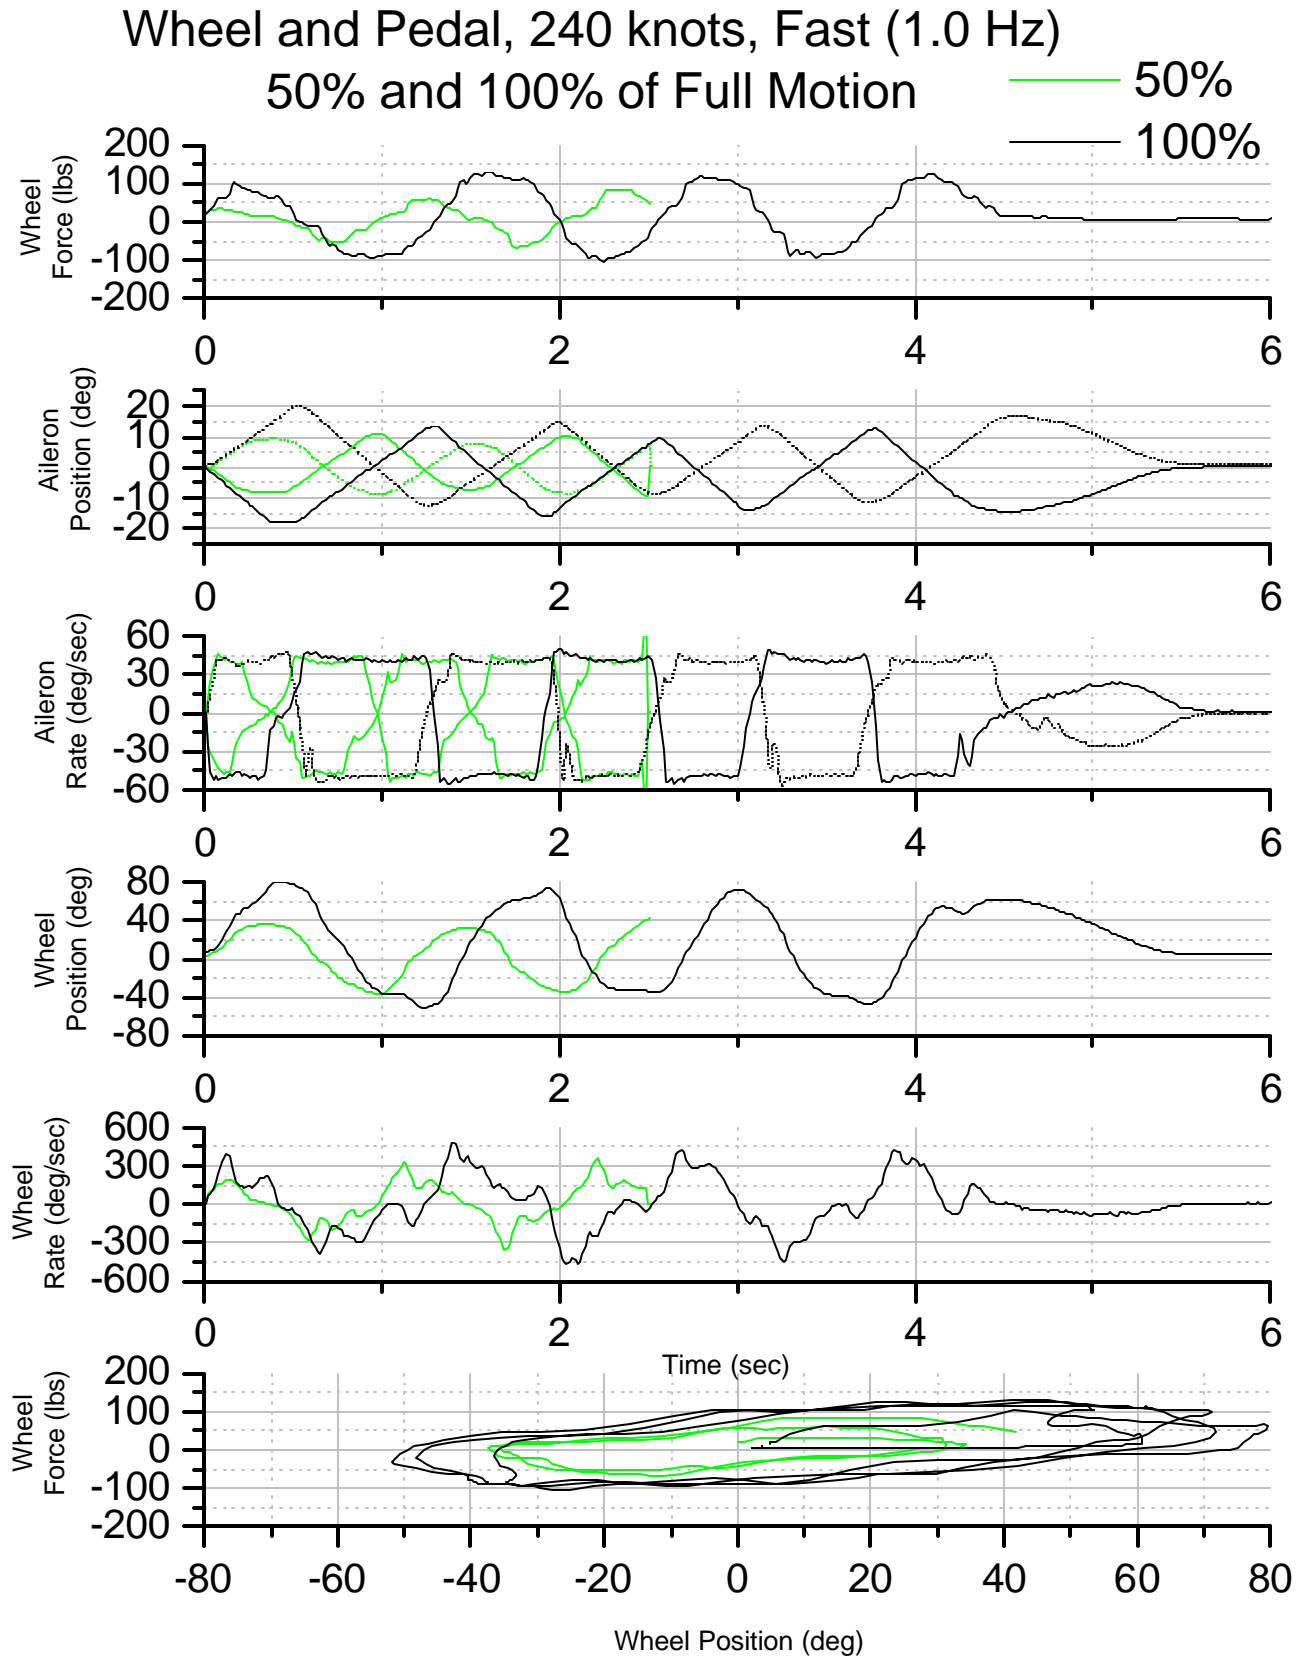 Wheel and Pedal, 240 knots, Fast (1.0 Hz)
50% and 100% of Full Motion
50%
100%
Wheel
Force (lbs)
200
100
0
-100
-200
0 2 4 6
Aileron
Position (deg)
20
10
0
-10
-20
0 2 4 6
Aileron
Rate (deg/sec)
60
30
0
-30
-60
0 2 4 6
Wheel
Position (deg)
80
40
0
-40
-80
0 2 4 6
Wheel
Rate (deg/sec)
600
300
0
-300
-600
0 2 4 6
Time (sec)
Wheel
Force (lbs)
200
100
0
-100
-200
-80 -60 -40 -20 0 20 40 60 80
Wheel Position (deg)